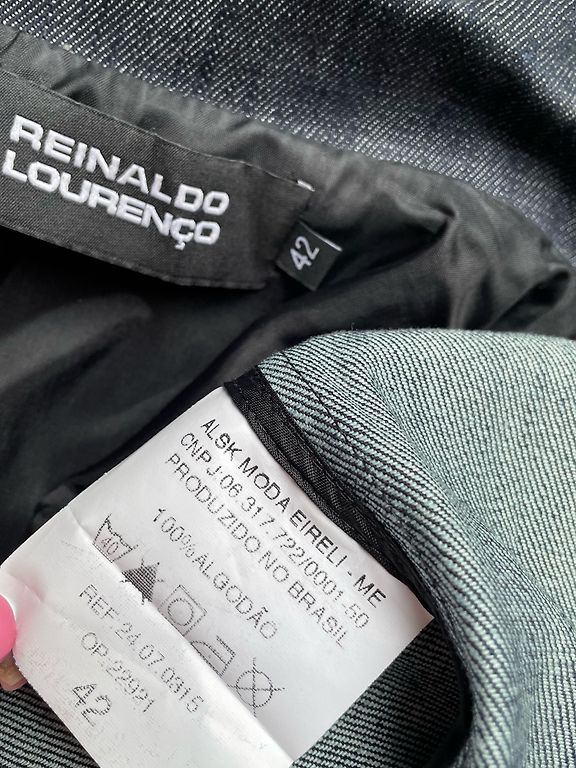 REINALDO
LOURENÇO
42
ALSK MODA EIRELI - ME
CNPJ:06.317.722/0001-50
PRODUZIDO NO BRASIL
100%ALGODÃO
40
REF:24.07.0315
OP:22921
42